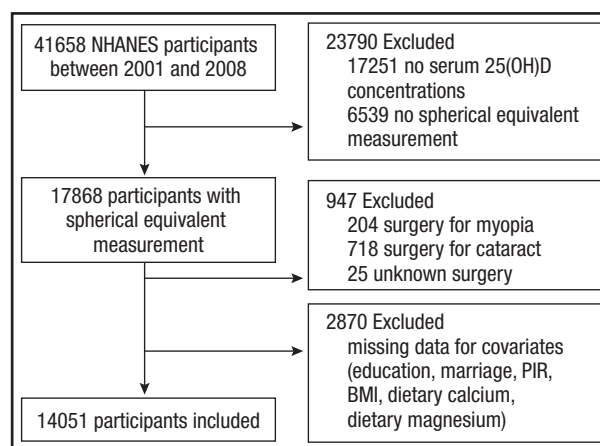 41658 NHANES participants
between 2001 and 2008
23790 Excluded
17251 no serum 25(OH)D
concentrations
6539 no spherical equivalent
measurement
17868 participants with
spherical equivalent
measurement
947 Excluded
204 surgery for myopia
718 surgery for cataract
25 unknown surgery
2870 Excluded
missing data for covariates
(education, marriage, PIR,
BMI, dietary calcium,
dietary magnesium)
14051 participants included